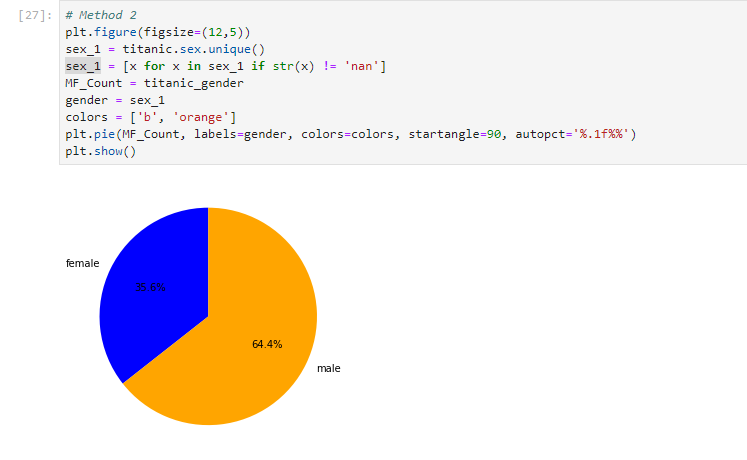 [27]:
# Method 2
plt.figure(figsize=(12,5))
sex_1 = titanic.sex.unique()
sex_1 = [x for x in sex_1 if str(x) != 'nan']
MF_Count = titanic_gender
gender = sex_1
colors = ['b', 'orange']
plt.pie(MF_Count, labels=gender, colors=colors, startangle=90, autopct='%.1f%%')
plt.show()
female
35.6%
64.4%
male